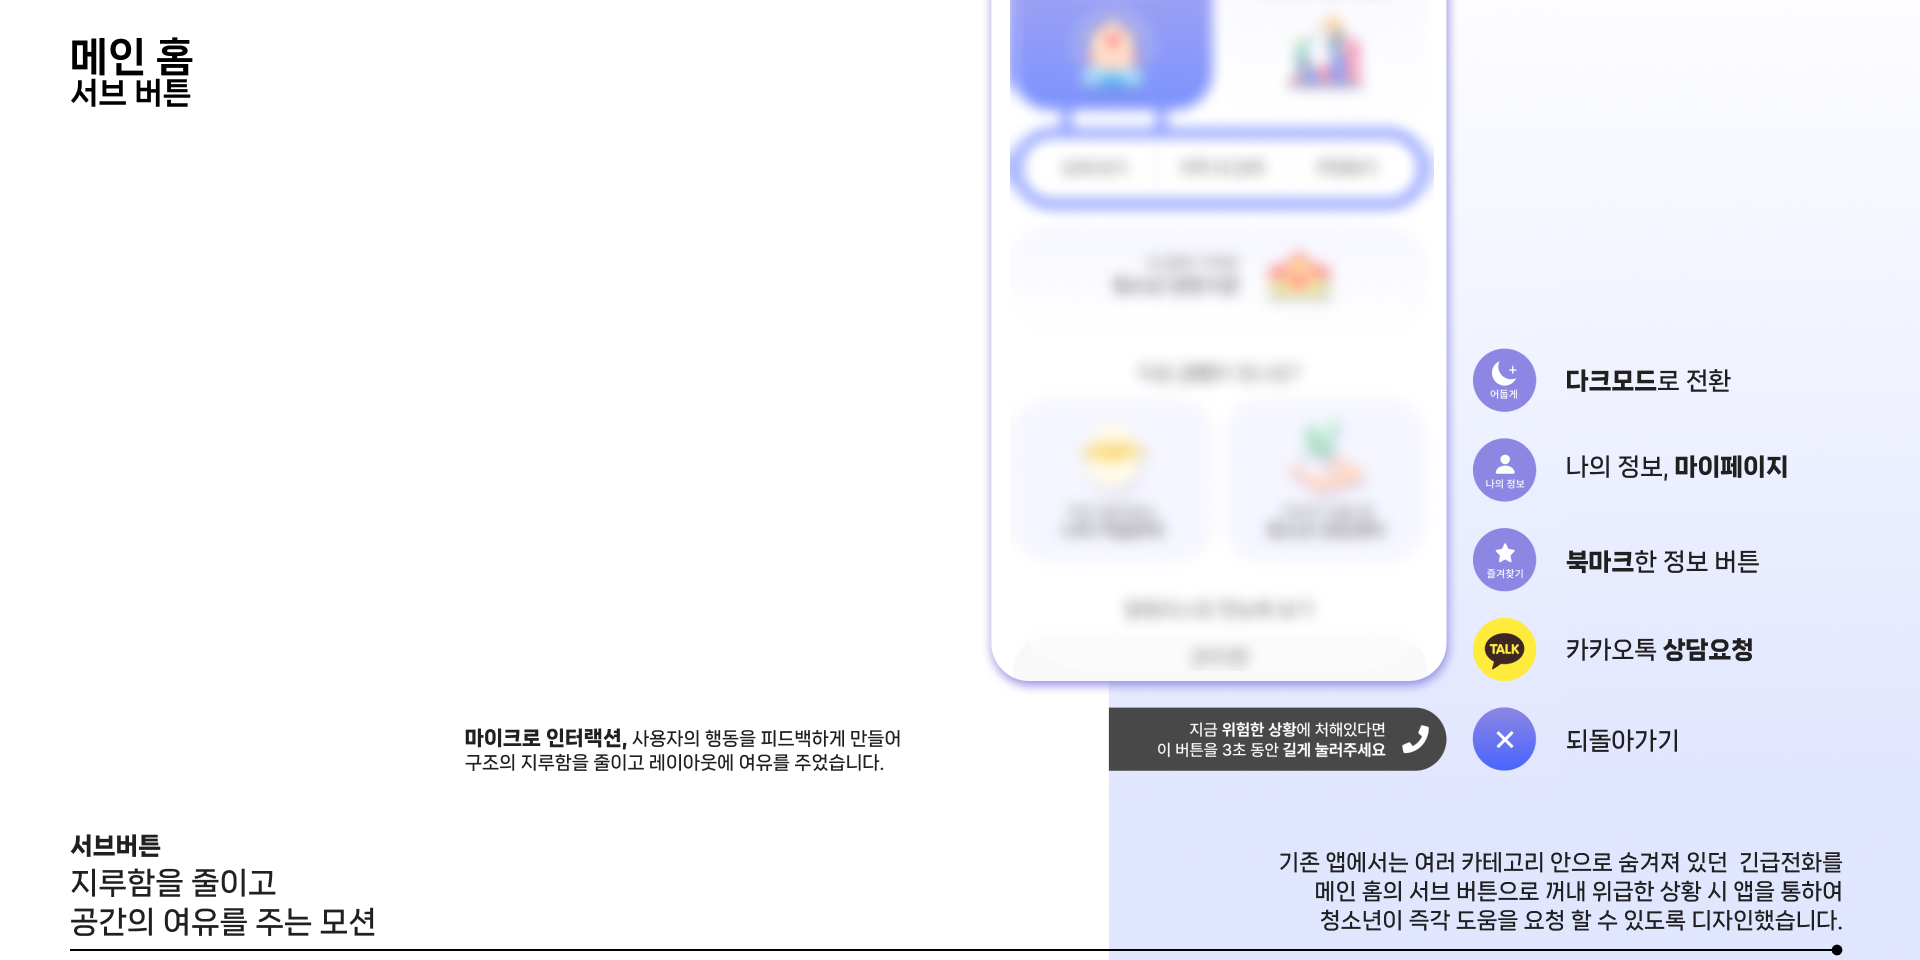 메인 홈
서브 버튼
어둡게
다크모드로 전환
나의 정보
나의 정보, 마이페이지
즐겨찾기
북마크한 정보 버튼
TALK
카카오톡 상담요청
지금 위험한 상황에 처해있다면
이 버튼을 3초 동안 길게 눌러주세요
되돌아가기
마이크로 인터랙션, 사용자의 행동을 피드백하게 만들어
구조의 지루함을 줄이고 레이아웃에 여유를 주었습니다.
서브버튼
지루함을 줄이고
공간의 여유를 주는 모션
기존 앱에서는 여러 카테고리 안으로 숨겨져 있던 긴급전화를
메인 홈의 서브 버튼으로 꺼내 위급한 상황 시 앱을 통하여
청소년이 즉각 도움을 요청 할 수 있도록 디자인했습니다.